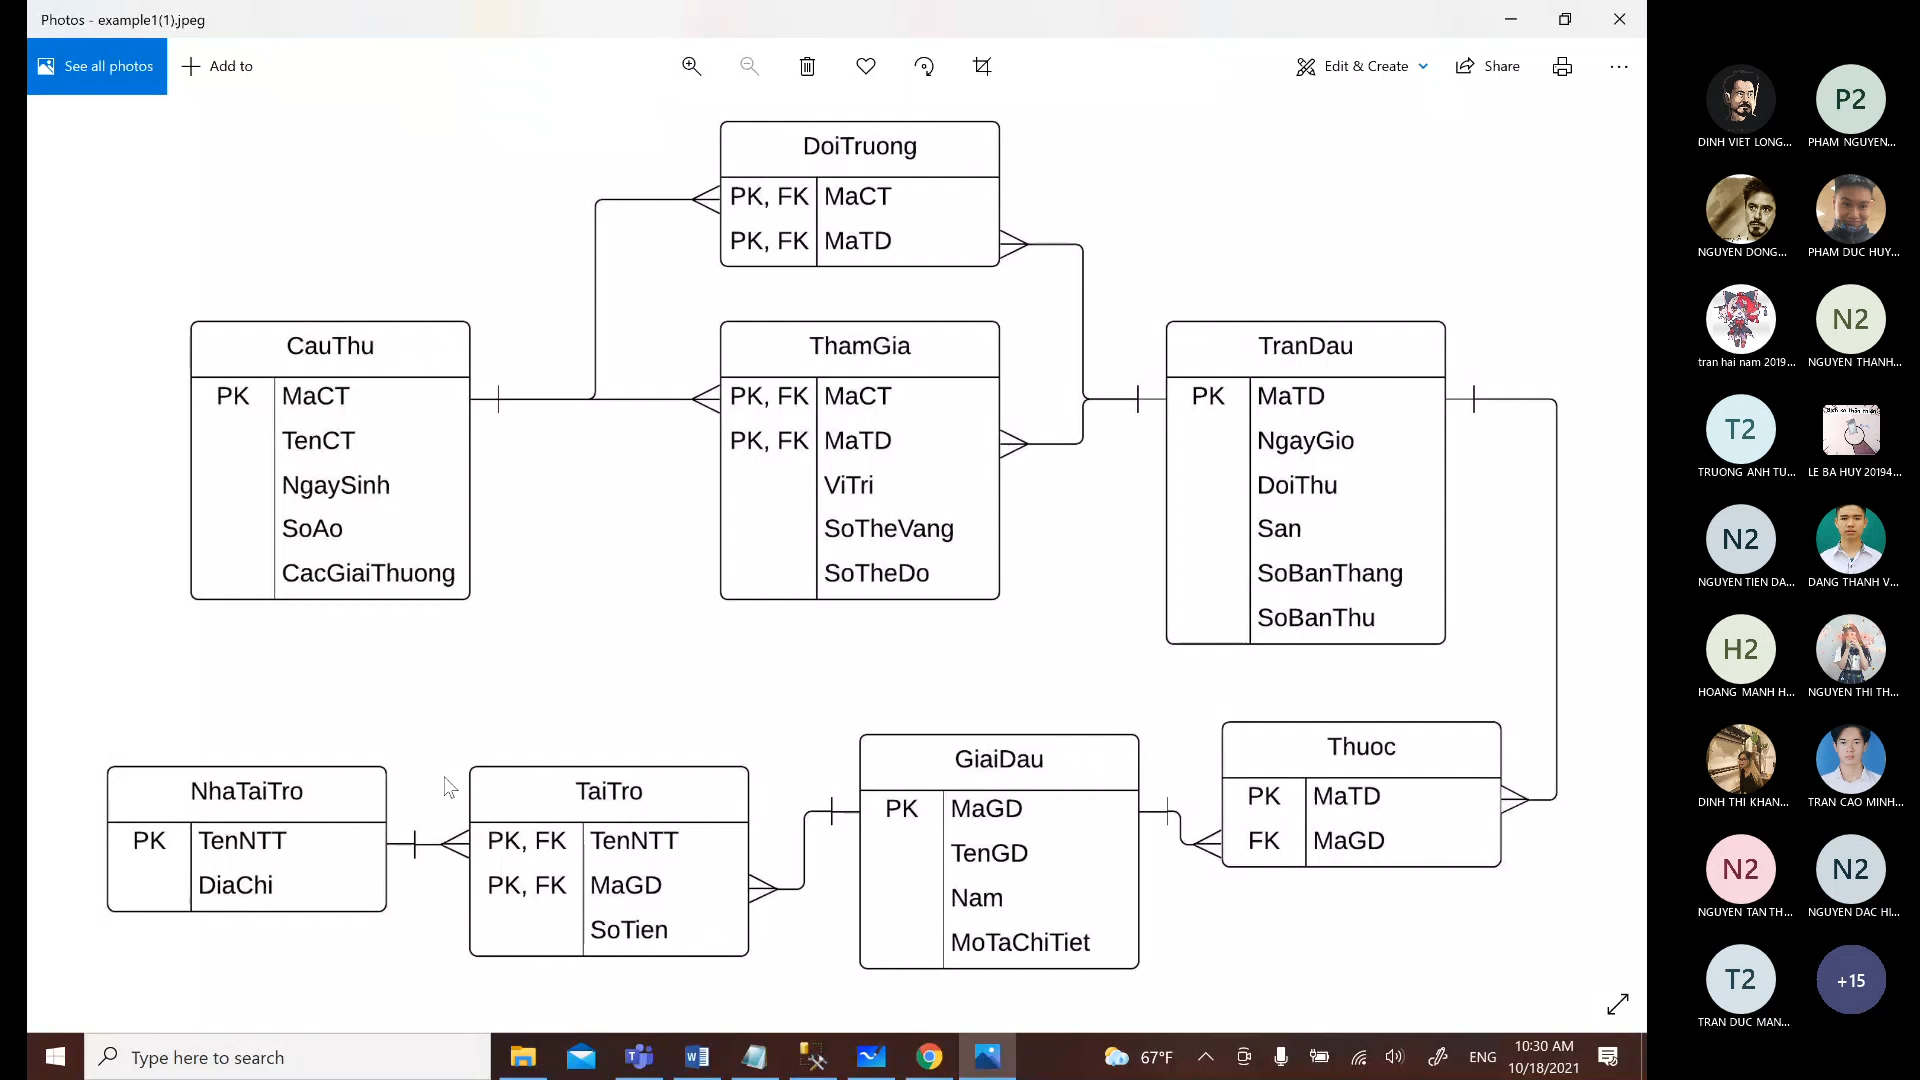 Photos - example1(1).jpeg
See all photos
Add to
Edit & Create
Share
DoiTruong
PK, FK MaCT
PK, FK MaTD
CauThu
PK MaCT
TenCT
NgaySinh
SoAo
CacGiaiThuong
ThamGia
PK, FK MaCT
PK, FK MaTD
ViTri
SoTheVang
SoTheDo
TranDau
PK MaTD
NgayGio
DoiThu
San
SoBanThang
SoBanThu
NhaTaiTro
PK TenNTT
DiaChi
TaiTro
PK, FK TenNTT
PK, FK MaGD
SoTien
GiaiDau
PK MaGD
TenGD
Nam
MoTaChiTiet
Thuoc
PK MaTD
FK MaGD
DINH VIET LONG...
P2
PHAM NGUYEN...
NGUYEN DONG...
PHAM DUC HUY...
tran hai nam 2019...
N2
NGUYEN THANH...
T2
TRUONG ANH TU...
LE BA HUY 20194...
N2
NGUYEN TIEN DA...
DANG THANH V...
H2
HOANG MANH H...
NGUYEN THI TH...
DINH THI KHAN...
TRAN CAO MINH...
N2
NGUYEN TAN TH...
N2
NGUYEN DAC HI...
T2
TRAN DUC MAN...
+15
Type here to search
67°F
ENG
10:30 AM
10/18/2021